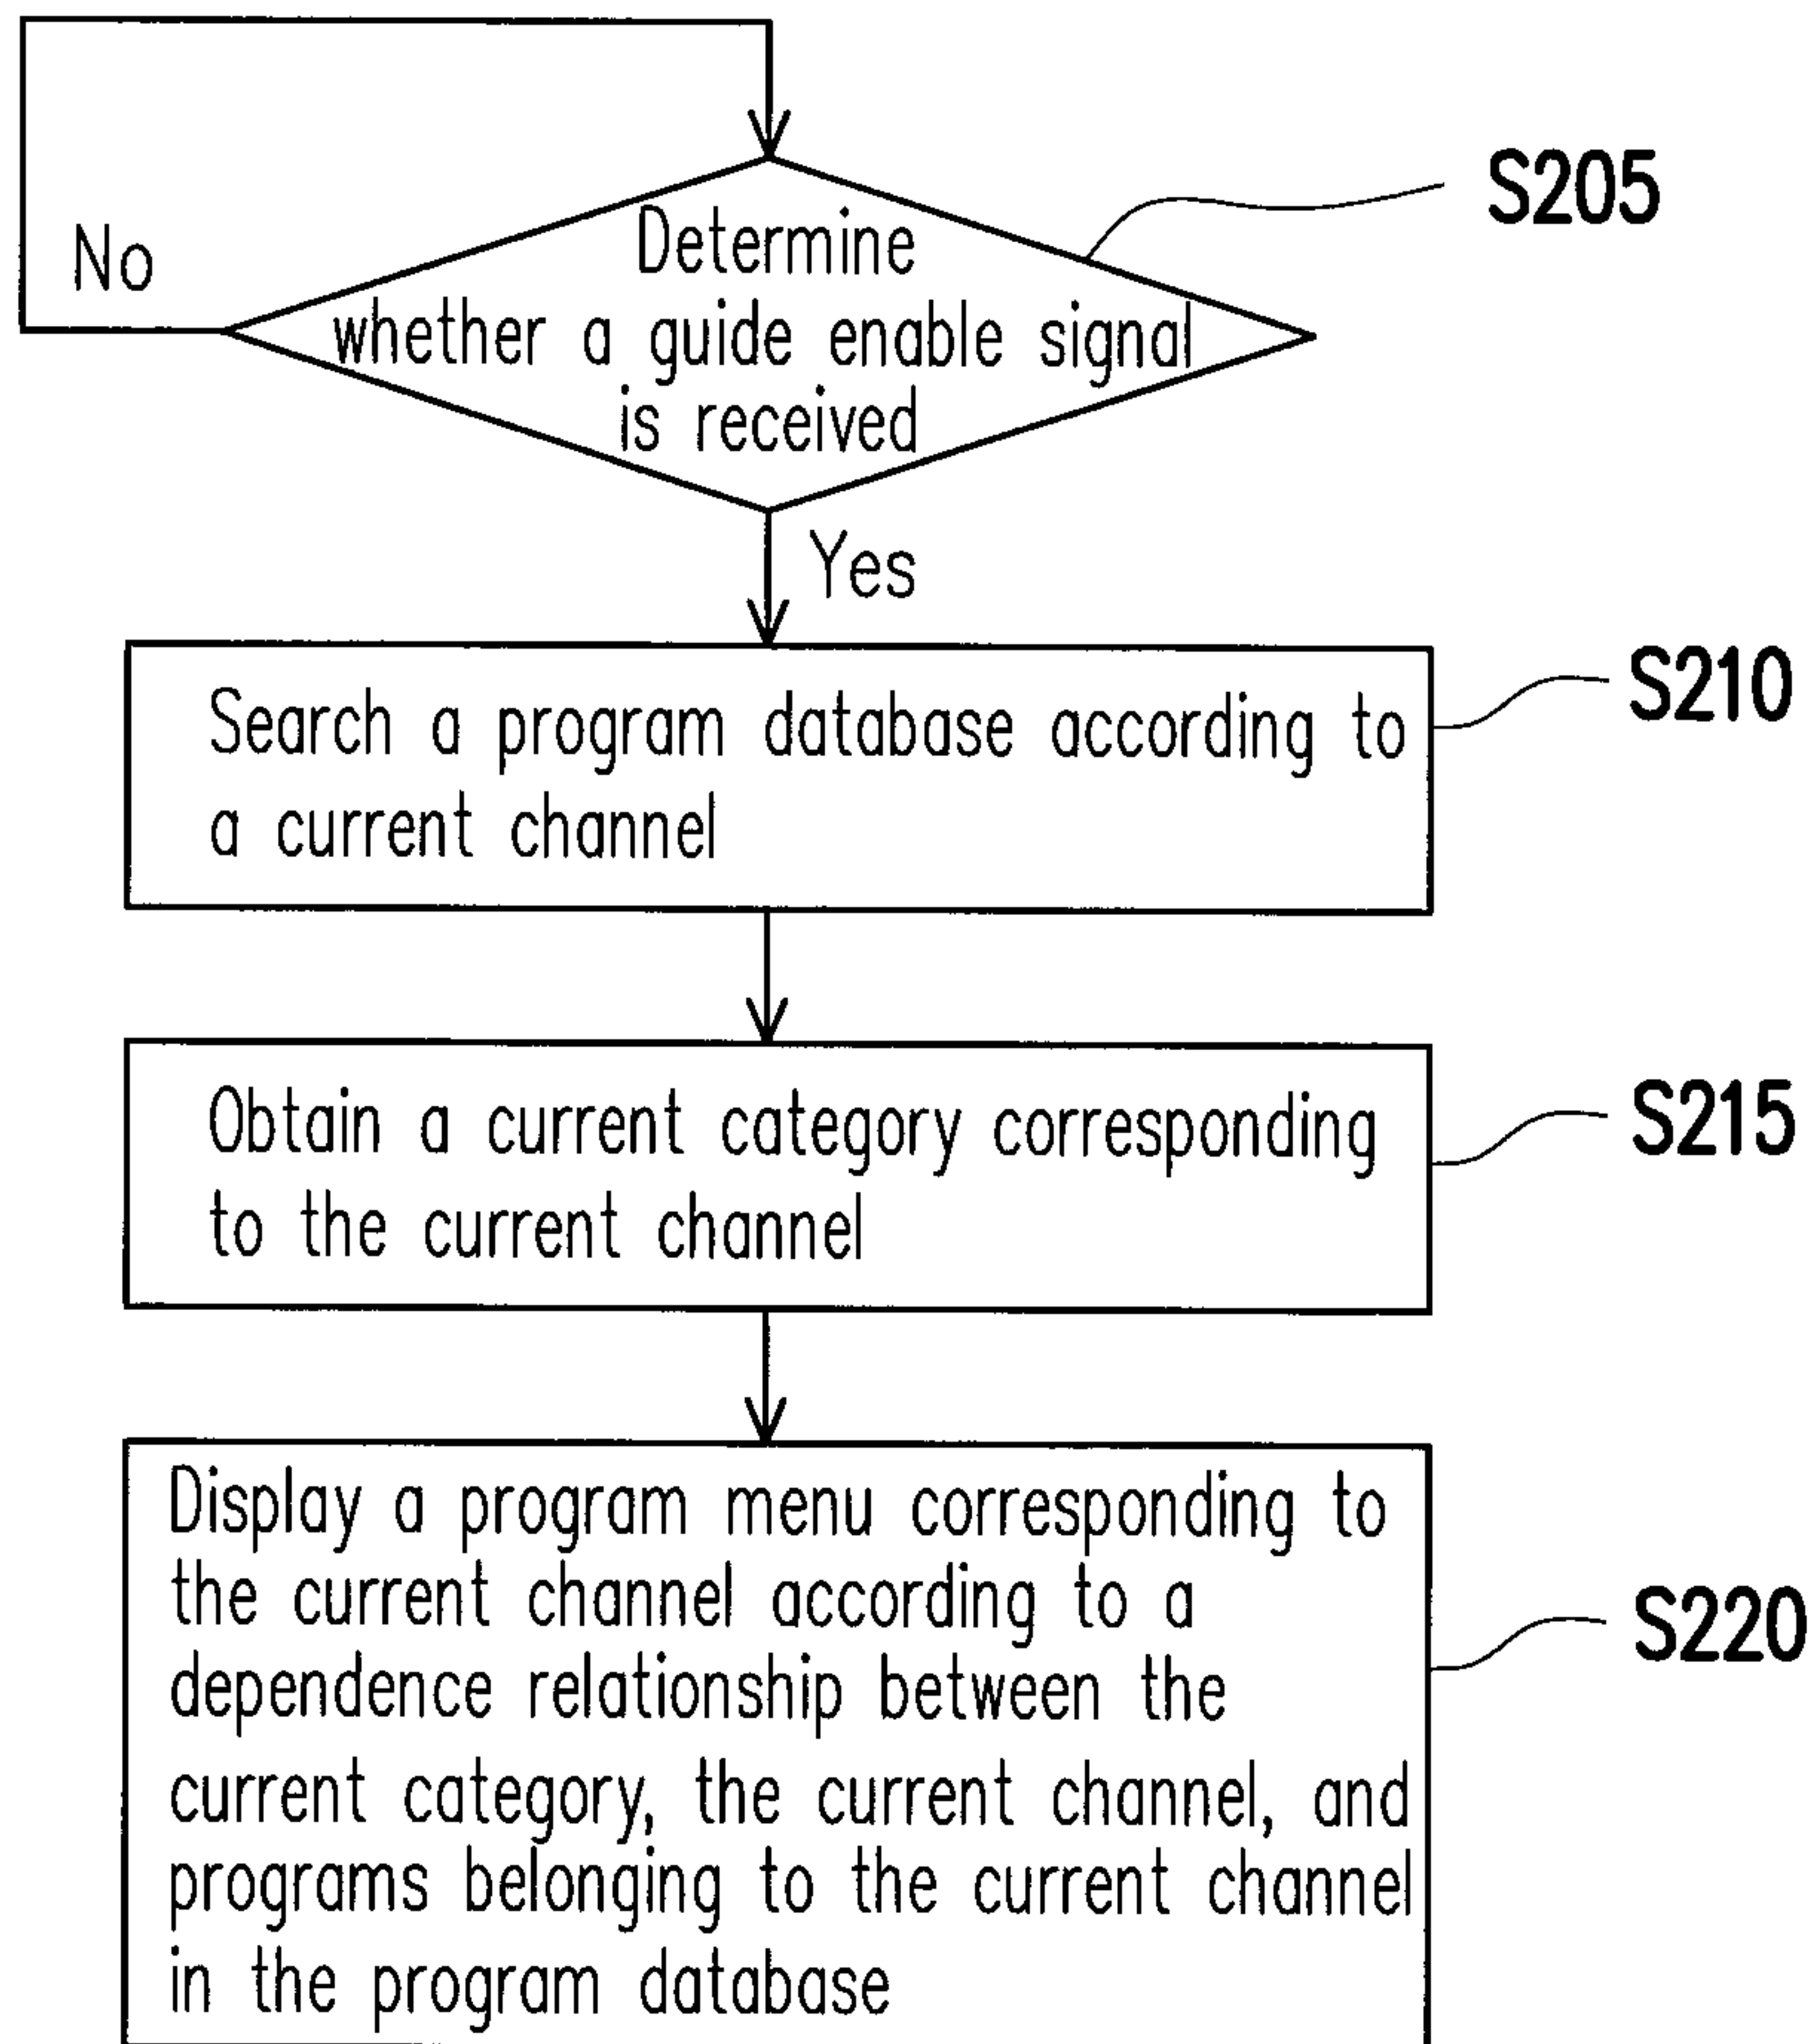 S205
No
Determine
whether a guide enable signal
is received
Yes
Search a program database according to
a current channel
S210
Obtain a current category corresponding
to the current channel
S215
Display a program menu corresponding to
the current channel according to a
dependence relationship between the
current category, the current channel, and
programs belonging to the current channel
in the program database
S220